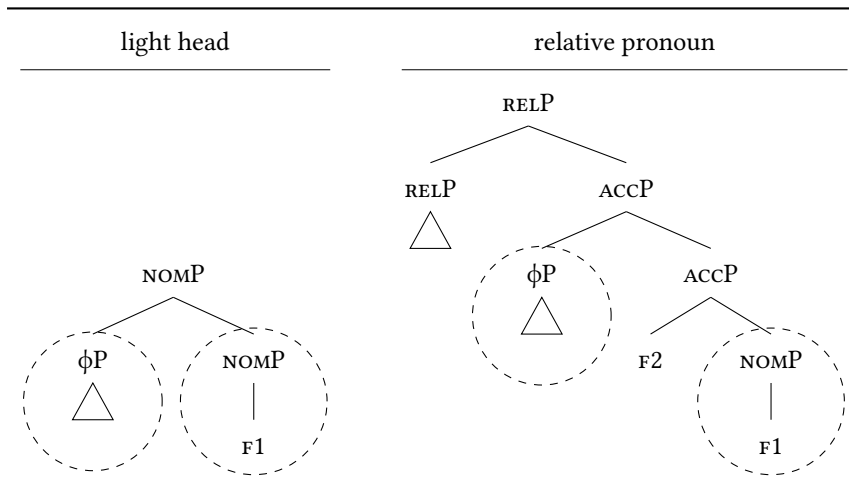 light head relative pronoun
RELP
RELP ACCP
NOMP ϕP ACCP
ϕP NOMP F2 NOMP
F1 F1